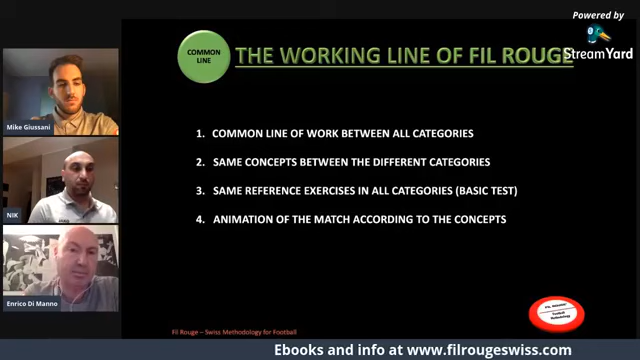 Powered by
StreamYard
COMMON
LINE
THE WORKING LINE OF FIL ROUGE
1. COMMON LINE OF WORK BETWEEN ALL CATEGORIES
2. SAME CONCEPTS BETWEEN THE DIFFERENT CATEGORIES
3. SAME REFERENCE EXERCISES IN ALL CATEGORIES (BASIC TEST)
4. ANIMATION OF THE MATCH ACCORDING TO THE CONCEPTS
Mike Giussani
NIK
Enrico Di Manno
Football
Methodology
Fil Rouge – Swiss Methodology for Football
Ebooks and info at www.filrougeswiss.com